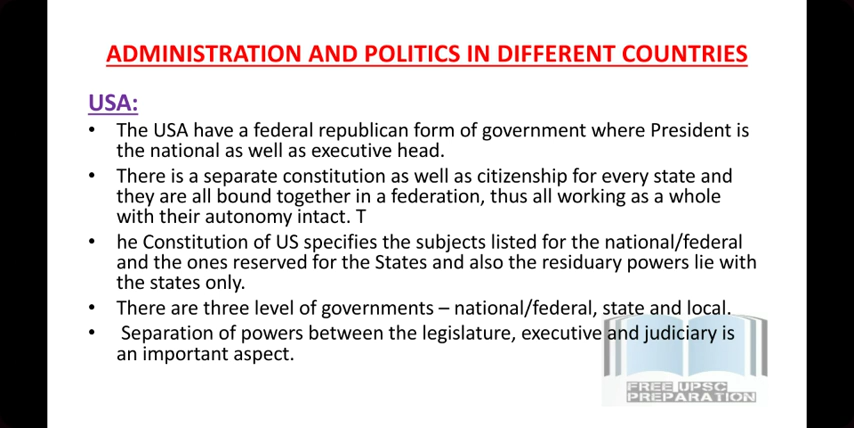 ADMINISTRATION AND POLITICS IN DIFFERENT COUNTRIES
USA:
• The USA have a federal republican form of government where President is
the national as well as executive head.
• There is a separate constitution as well as citizenship for every state and
they are all bound together in a federation, thus all working as a whole
with their autonomy intact. T
• he Constitution of US specifies the subjects listed for the national/federal
and the ones reserved for the States and also the residuary powers lie with
the states only.
• There are three level of governments – national/federal, state and local.
• Separation of powers between the legislature, executive and judiciary is
an important aspect.
FREE UPSC
PREPARATION